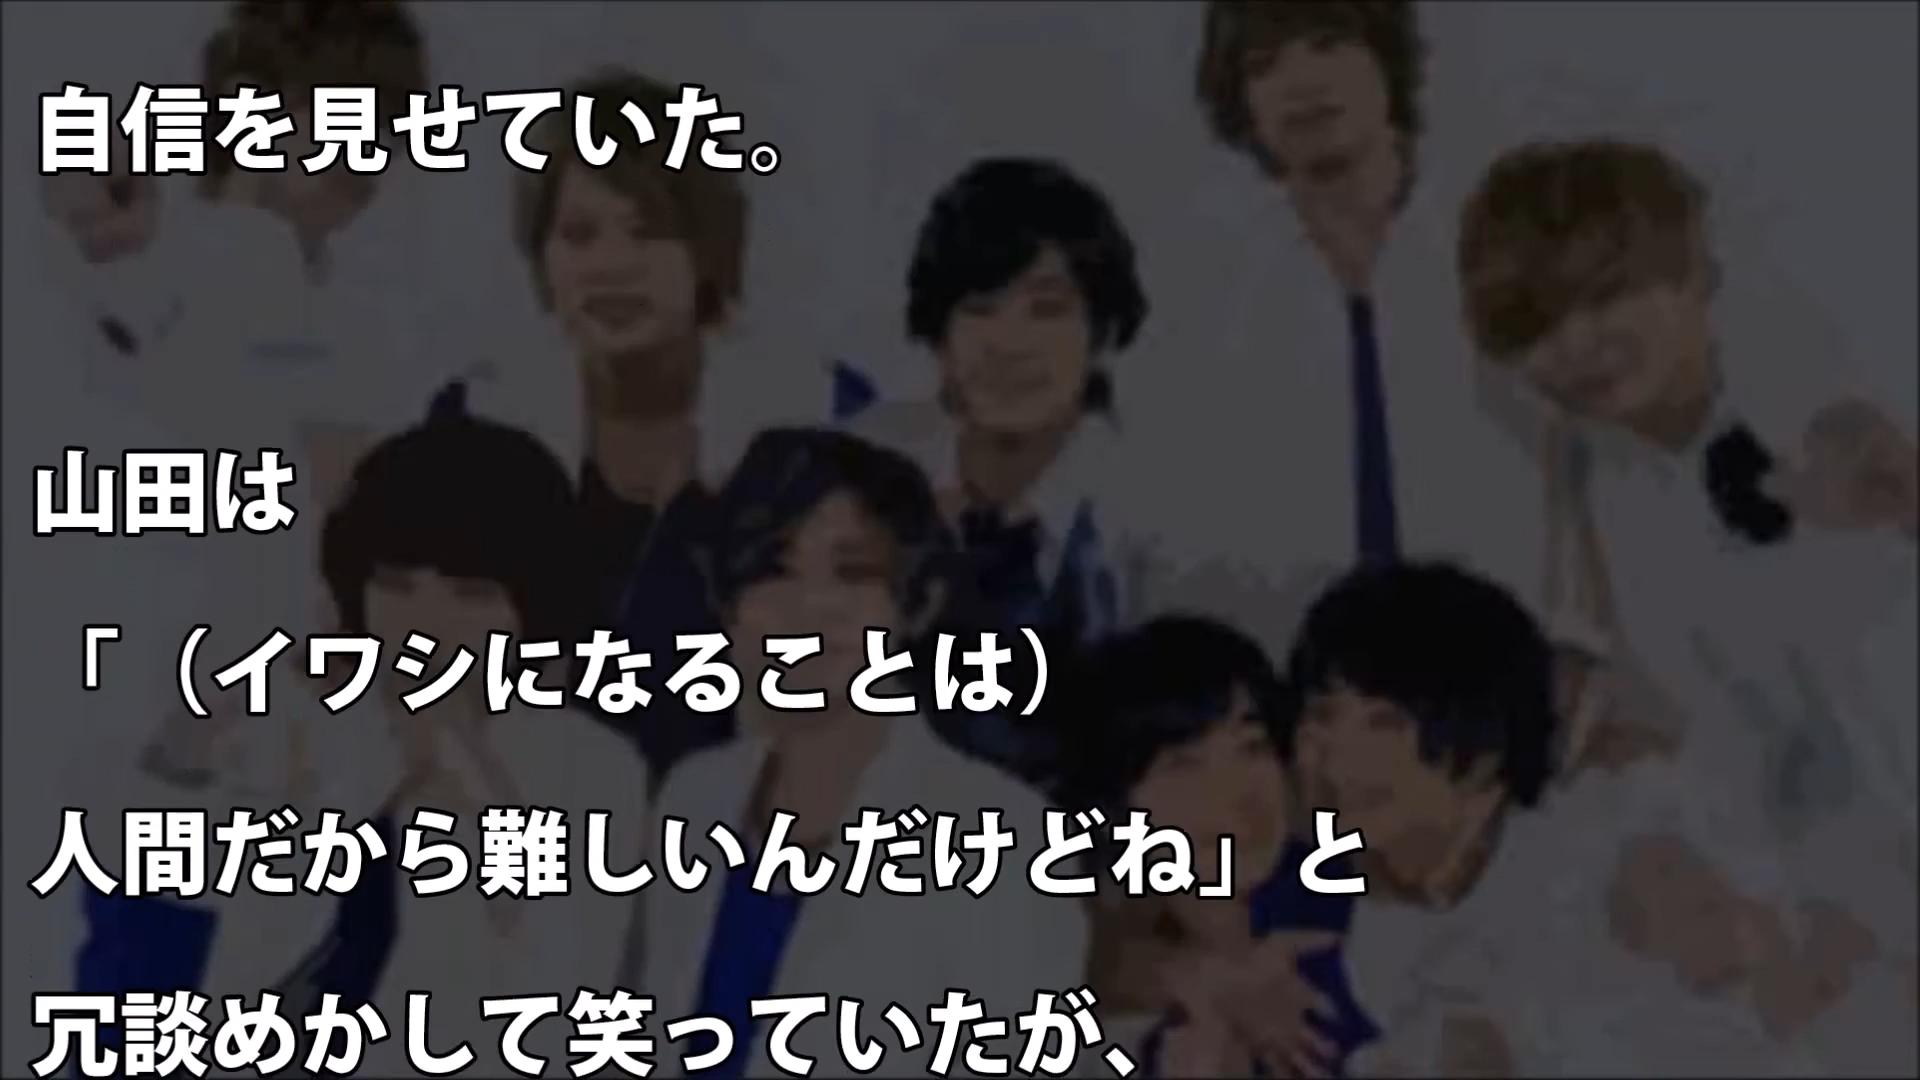 自信を見せていた。
山田は
「（イワシになることは）
人間だから難しいんだけどね」と
冗談めかして笑っていたが、